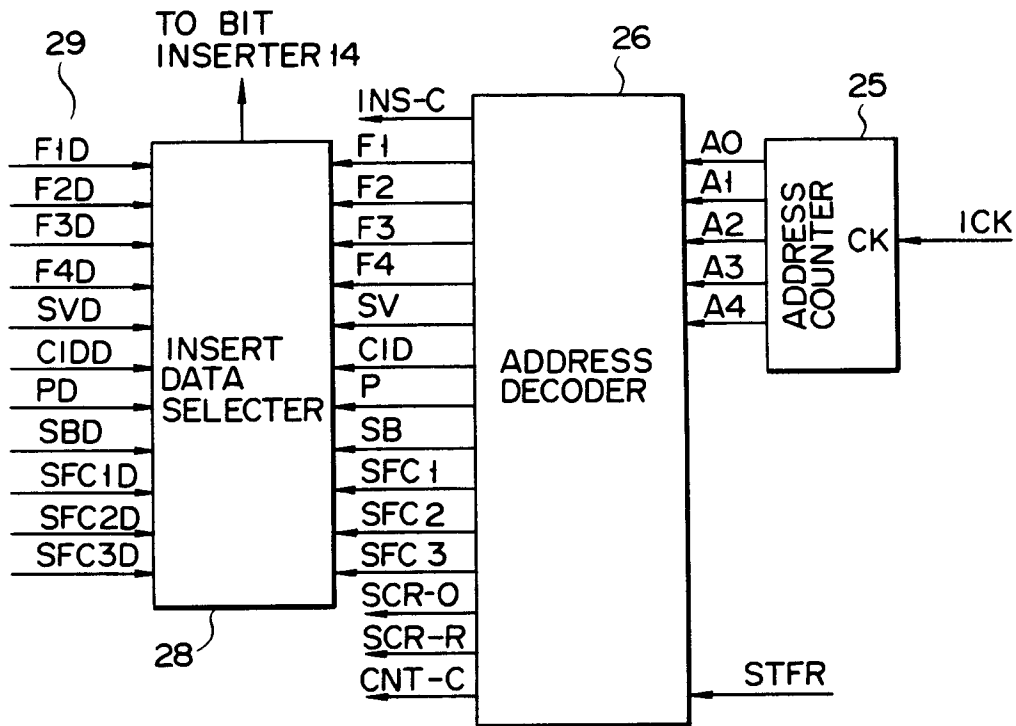 29
TO BIT
INSERTER 14
26
25
F1D
F2D
F3D
F4D
SVD
CIDD
PD
SBD
SFC1D
SFC2D
SFC3D
INSERT
DATA
SELECTER
28
INS-C
F1
F2
F3
F4
SV
CID
P
SB
SFC1
SFC2
SFC3
SCR-O
SCR-R
CNT-C
ADDRESS
DECODER
A0
A1
A2
A3
A4
ADDRESS
COUNTER
CK
1CK
STFR